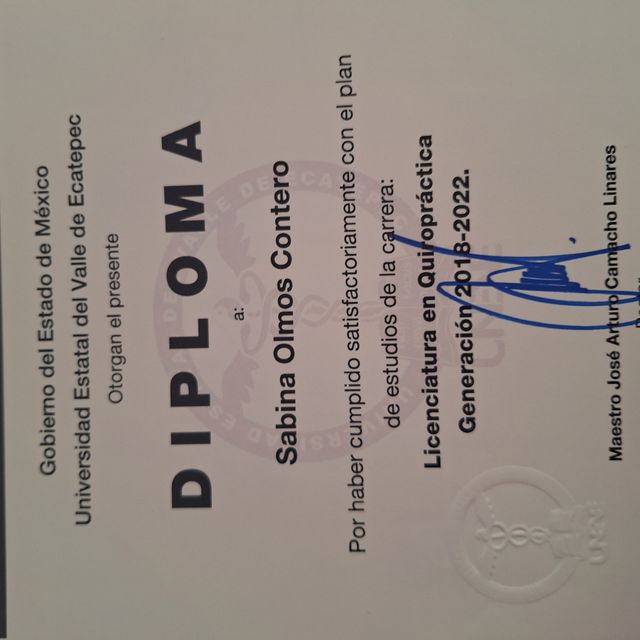 Gobierno del Estado de México
Universidad Estatal del Valle de Ecatepec
Otorgan el presente
DIPLOMA
a:
Sabina Olmos Contero
Por haber cumplido satisfactoriamente con el plan
de estudios de la carrera:
Licenciatura en Quiropráctica
Generación 2018-2022.
Maestro José Arturo Camacho Linares
UNEVE